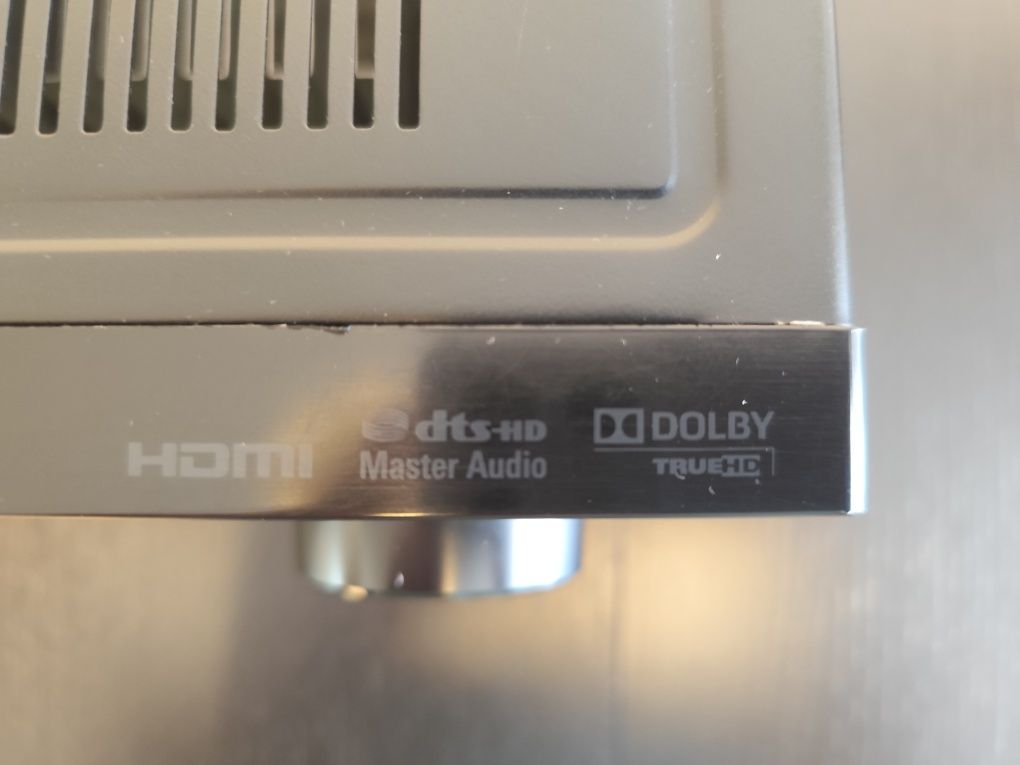 HDMI
dts-HD
Master Audio
DOLBY
TRUEHD